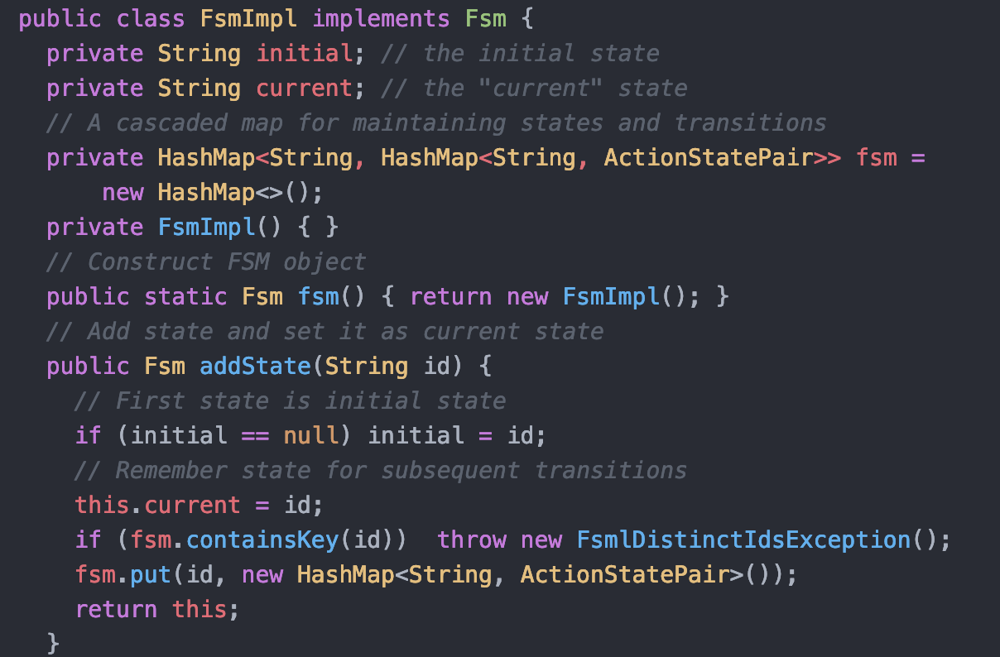 public class FsmImpl implements Fsm {
  private String initial; // the initial state
  private String current; // the "current" state
  // A cascaded map for maintaining states and transitions
  private HashMap<String, HashMap<String, ActionStatePair>> fsm =
      new HashMap<>();
  private FsmImpl() { }
  // Construct FSM object
  public static Fsm fsm() { return new FsmImpl(); }
  // Add state and set it as current state
  public Fsm addState(String id) {
    // First state is initial state
    if (initial == null) initial = id;
    // Remember state for subsequent transitions
    this.current = id;
    if (fsm.containsKey(id))  throw new FsmlDistinctIdsException();
    fsm.put(id, new HashMap<String, ActionStatePair>());
    return this;
  }